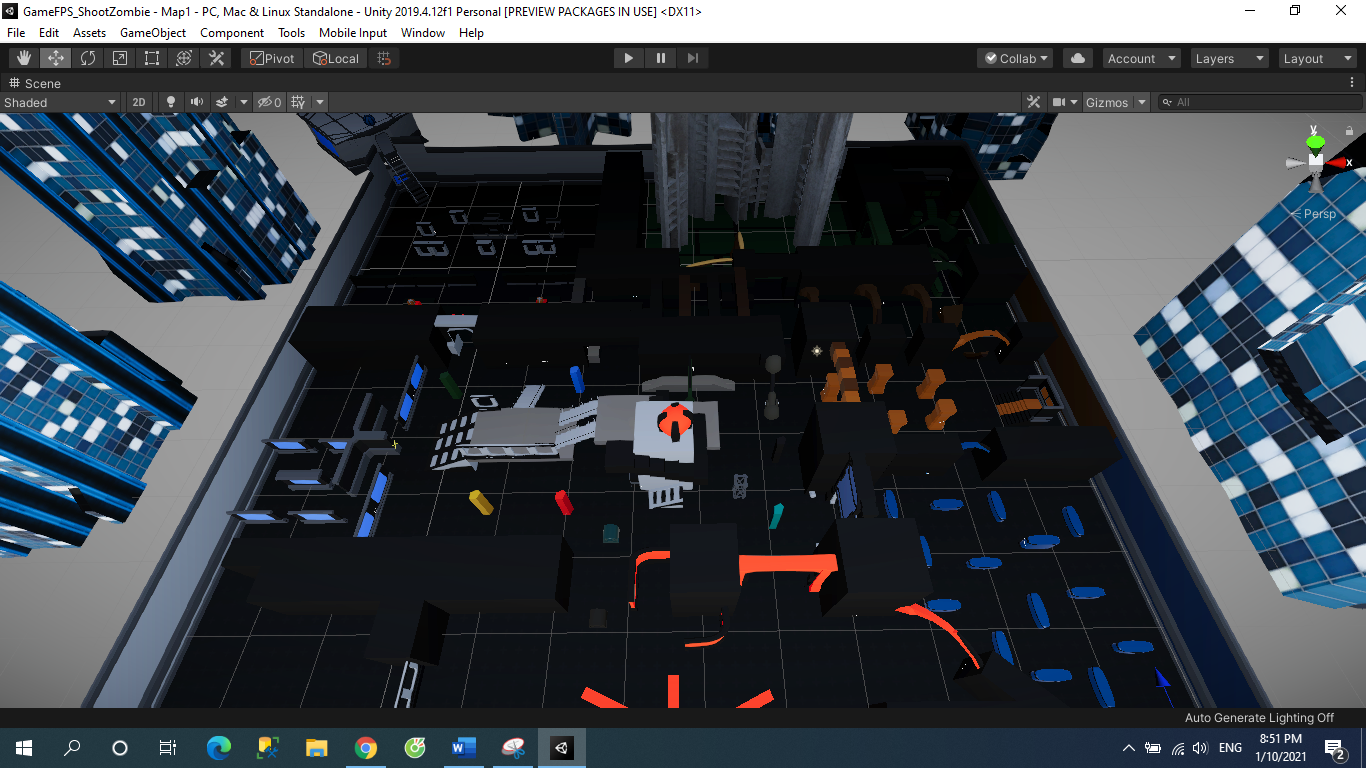 GameFPS_ShootZombie - Map1 - PC, Mac & Linux Standalone - Unity 2019.4.12f1 Personal [PREVIEW PACKAGES IN USE] <DX11>
File Edit Assets GameObject Component Tools Mobile Input Window Help
Pivot Local Collab Account Layers Layout
Scene
Shaded 2D 0 Gizmos All
y
x
Persp
Auto Generate Lighting Off
W ENG 8:51 PM
1/10/2021 2